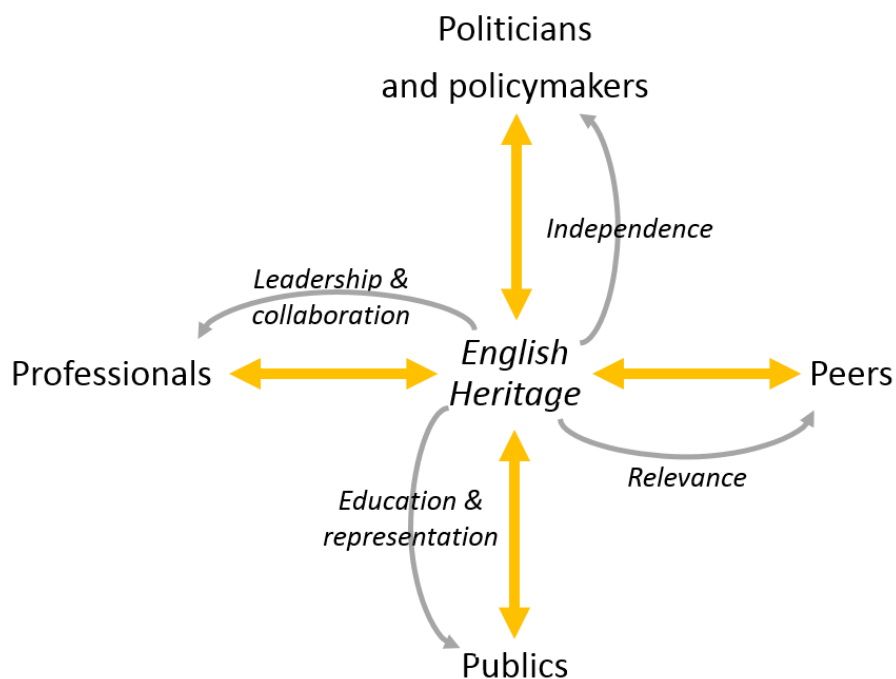 Politicians
and policymakers
Independence
Leadership &
collaboration
Professionals
English
Heritage
Peers
Relevance
Education &
representation
Publics